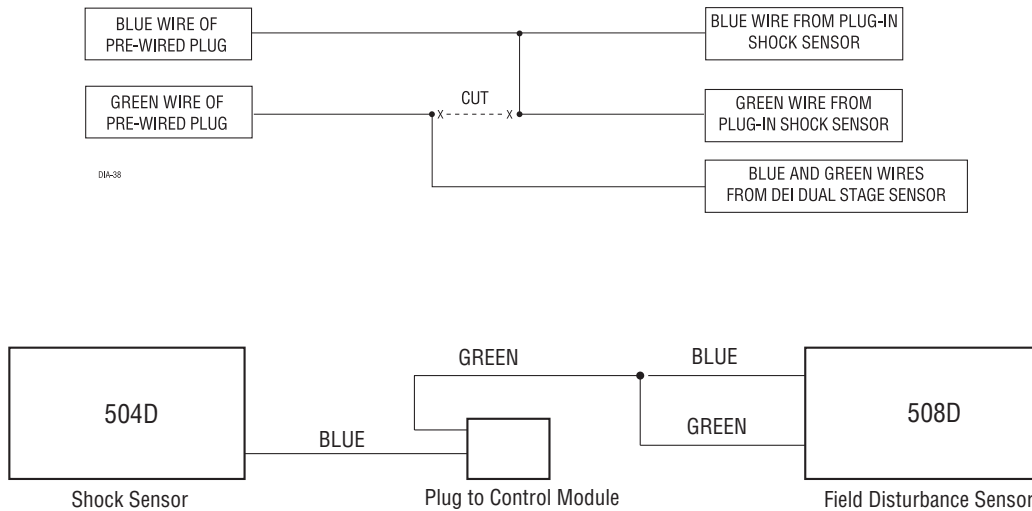 BLUE WIRE OF
PRE-WIRED PLUG
BLUE WIRE FROM PLUG-IN
SHOCK SENSOR
GREEN WIRE OF
PRE-WIRED PLUG
CUT
X
X
GREEN WIRE FROM
PLUG-IN SHOCK SENSOR
DIA-38
BLUE AND GREEN WIRES
FROM DEI DUAL STAGE SENSOR
504D
GREEN
BLUE
BLUE
GREEN
508D
Shock Sensor
Plug to Control Module
Field Disturbance Sensor